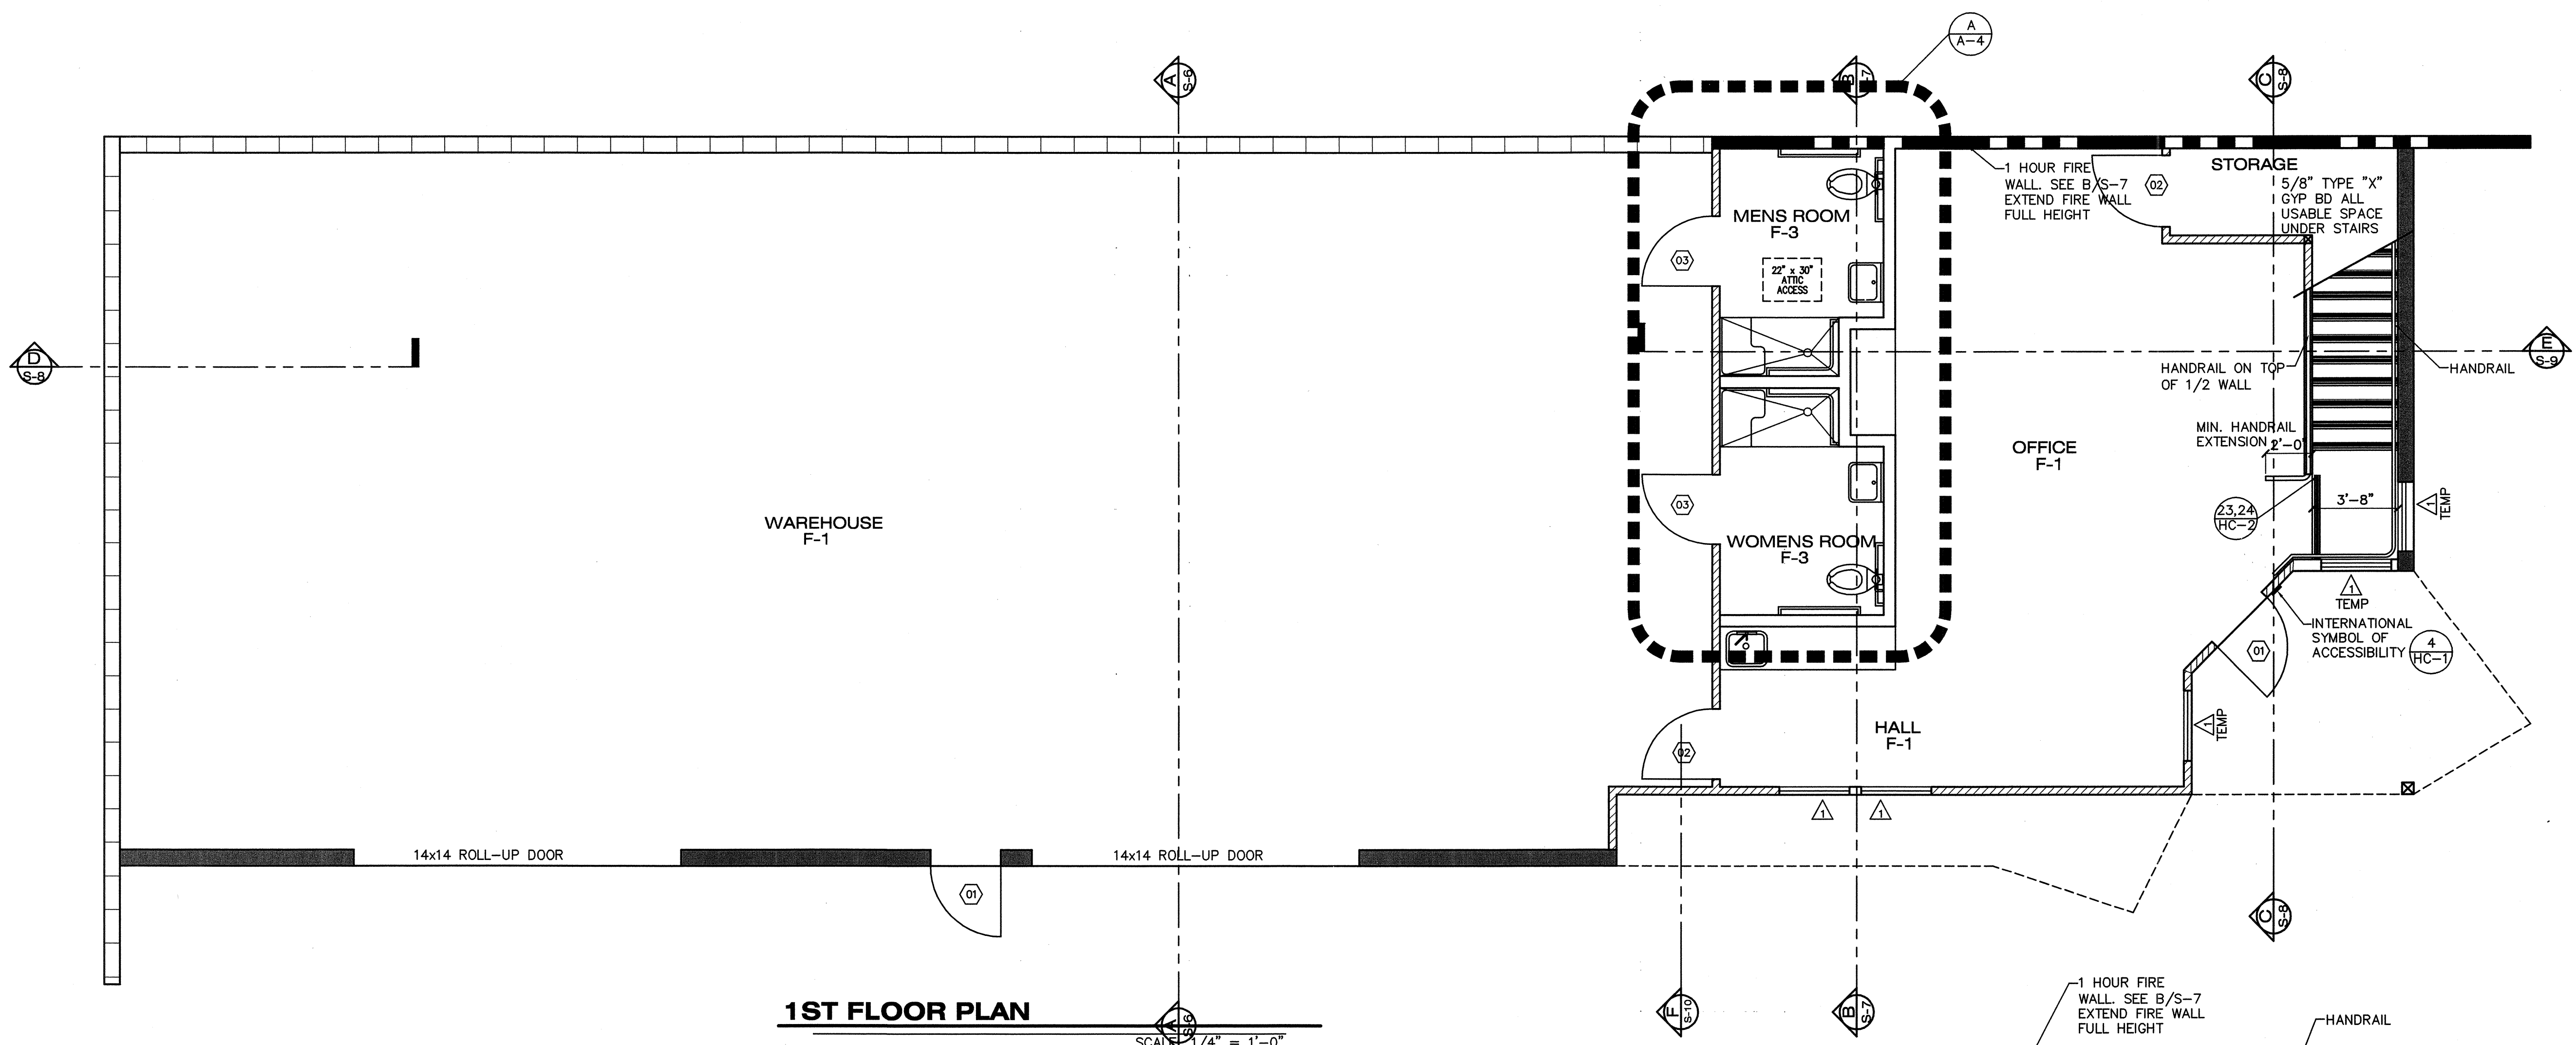 A
A-4
A
S-6
B
S-7
C
S-8
STORAGE
1 HOUR FIRE
WALL. SEE B/S-7
EXTEND FIRE WALL
FULL HEIGHT
02
5/8" TYPE "X"
GYP BD ALL
USABLE SPACE
UNDER STAIRS
MENS ROOM
F-3
03
22" x 30"
ATTIC
ACCESS
D
S-8
E
S-9
HANDRAIL ON TOP
OF 1/2 WALL
HANDRAIL
MIN. HANDRAIL
EXTENSION
2'-0"
OFFICE
F-1
WAREHOUSE
F-1
03
3'-8"
23,24
HC-2
1
TEMP
WOMENS ROOM
F-3
1
TEMP
INTERNATIONAL
SYMBOL OF
ACCESSIBILITY
4
HC-1
01
1
TEMP
HALL
F-1
02
1
1
14x14 ROLL-UP DOOR
14x14 ROLL-UP DOOR
01
C
S-8
1ST FLOOR PLAN
SCALE 1/4" = 1'-0"
A
S-6
F
S-10
B
S-7
1 HOUR FIRE
WALL. SEE B/S-7
EXTEND FIRE WALL
FULL HEIGHT
HANDRAIL